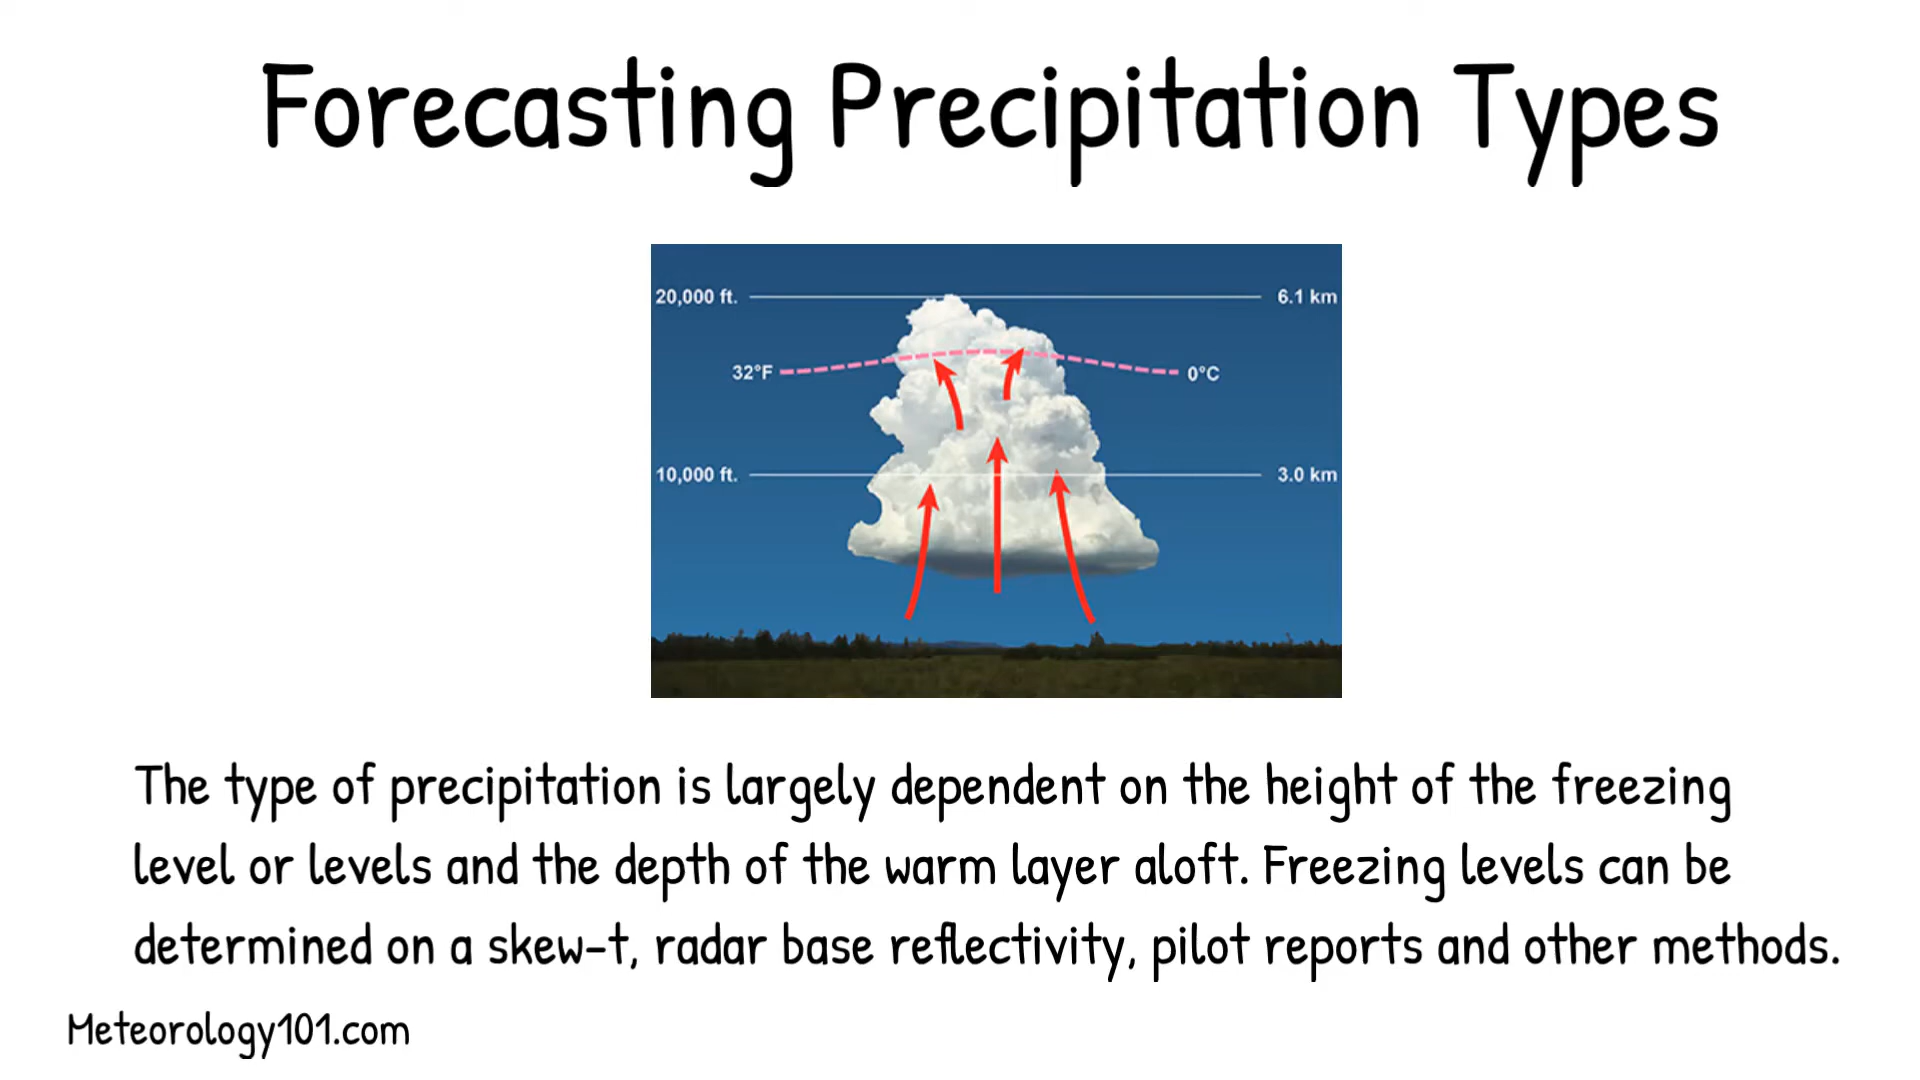 Forecasting Precipitation Types
20,000 ft.
6.1 km
32°F
0°C
10,000 ft.
3.0 km
The type of precipitation is largely dependent on the height of the freezing
level or levels and the depth of the warm layer aloft. Freezing levels can be
determined on a skew-t, radar base reflectivity, pilot reports and other methods.
Meteorology101.com